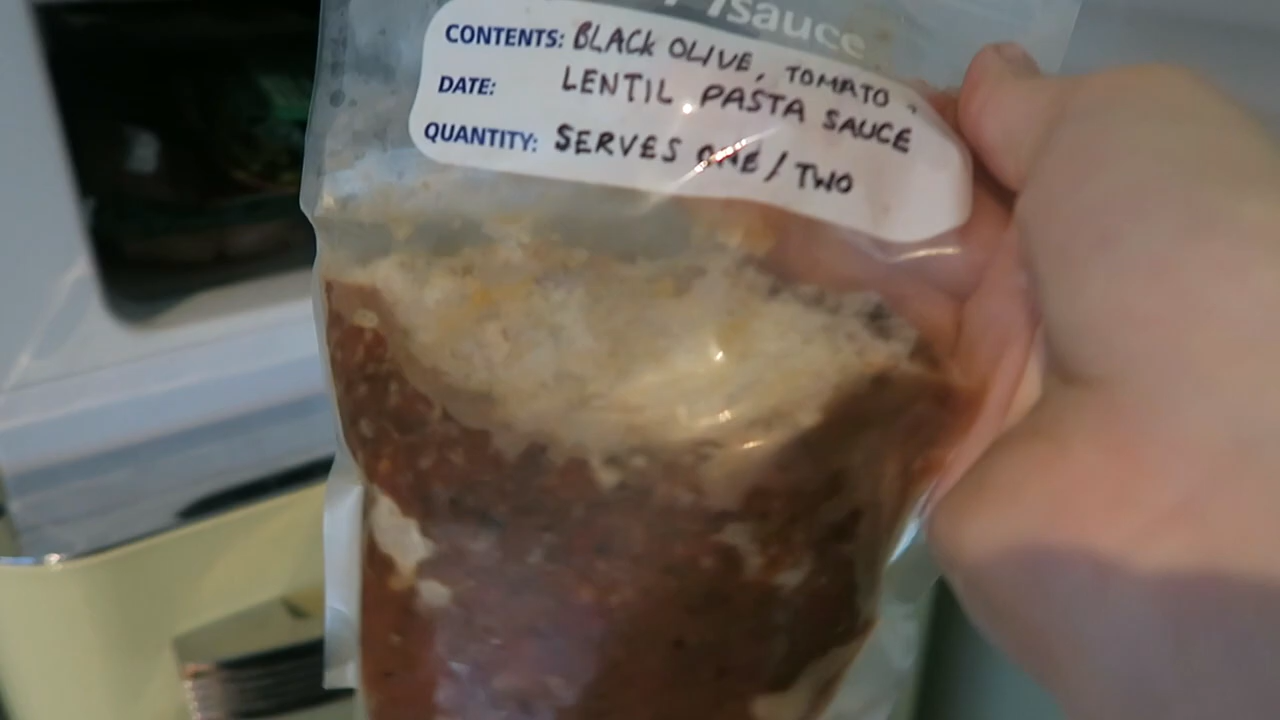 /sauce
CONTENTS: BLACK OLIVE, TOMATO
DATE: LENTIL PASTA SAUCE
QUANTITY: SERVES ONE / TWO